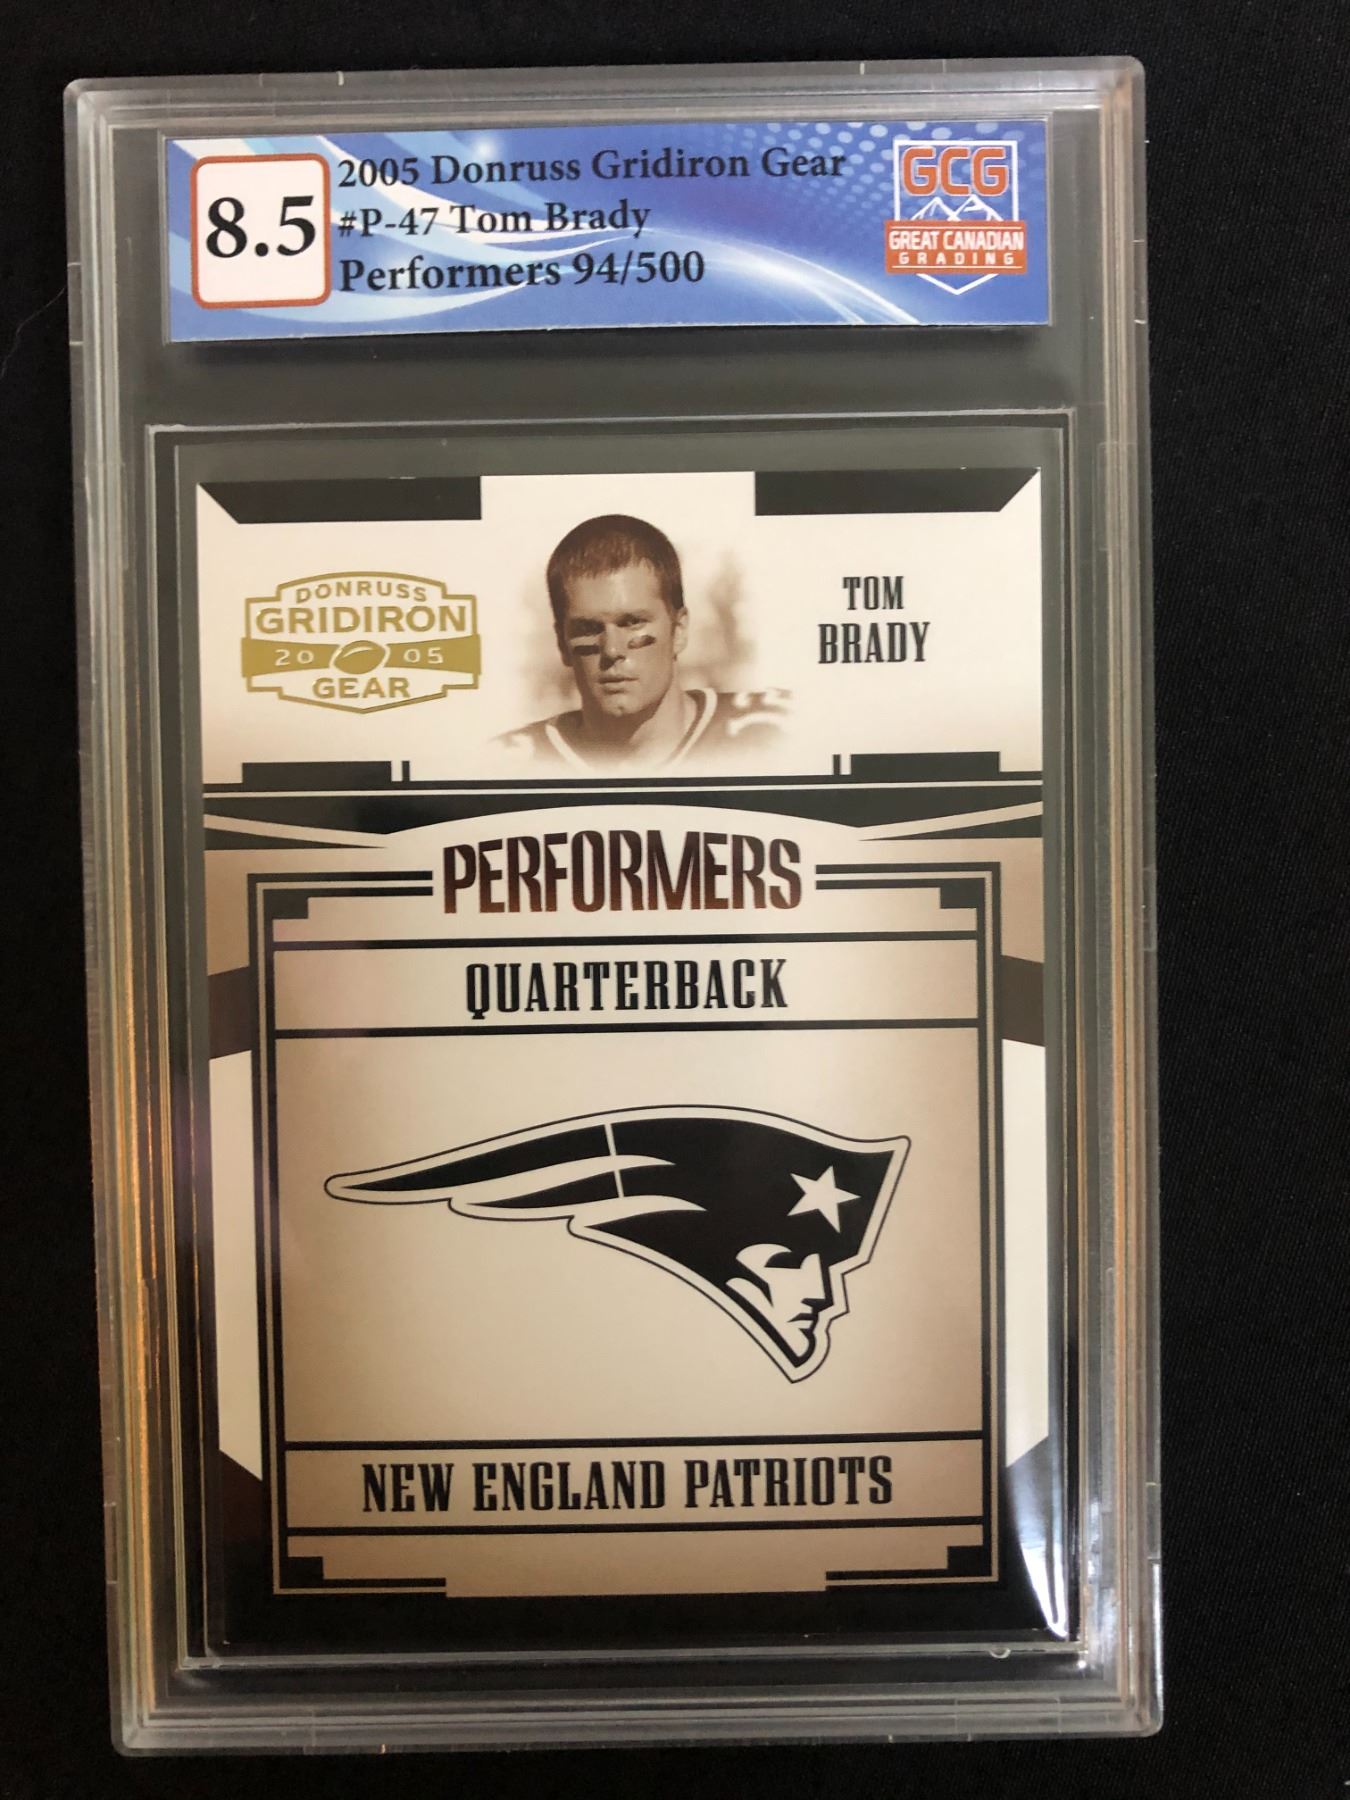 8.5
2005 Donruss Gridiron Gear
#P-47 Tom Brady
Performers 94/500
GCG
GREAT CANADIAN
GRADING
DONRUSS
GRIDIRON
20 05
GEAR
TOM
BRADY
PERFORMERS
QUARTERBACK
NEW ENGLAND PATRIOTS